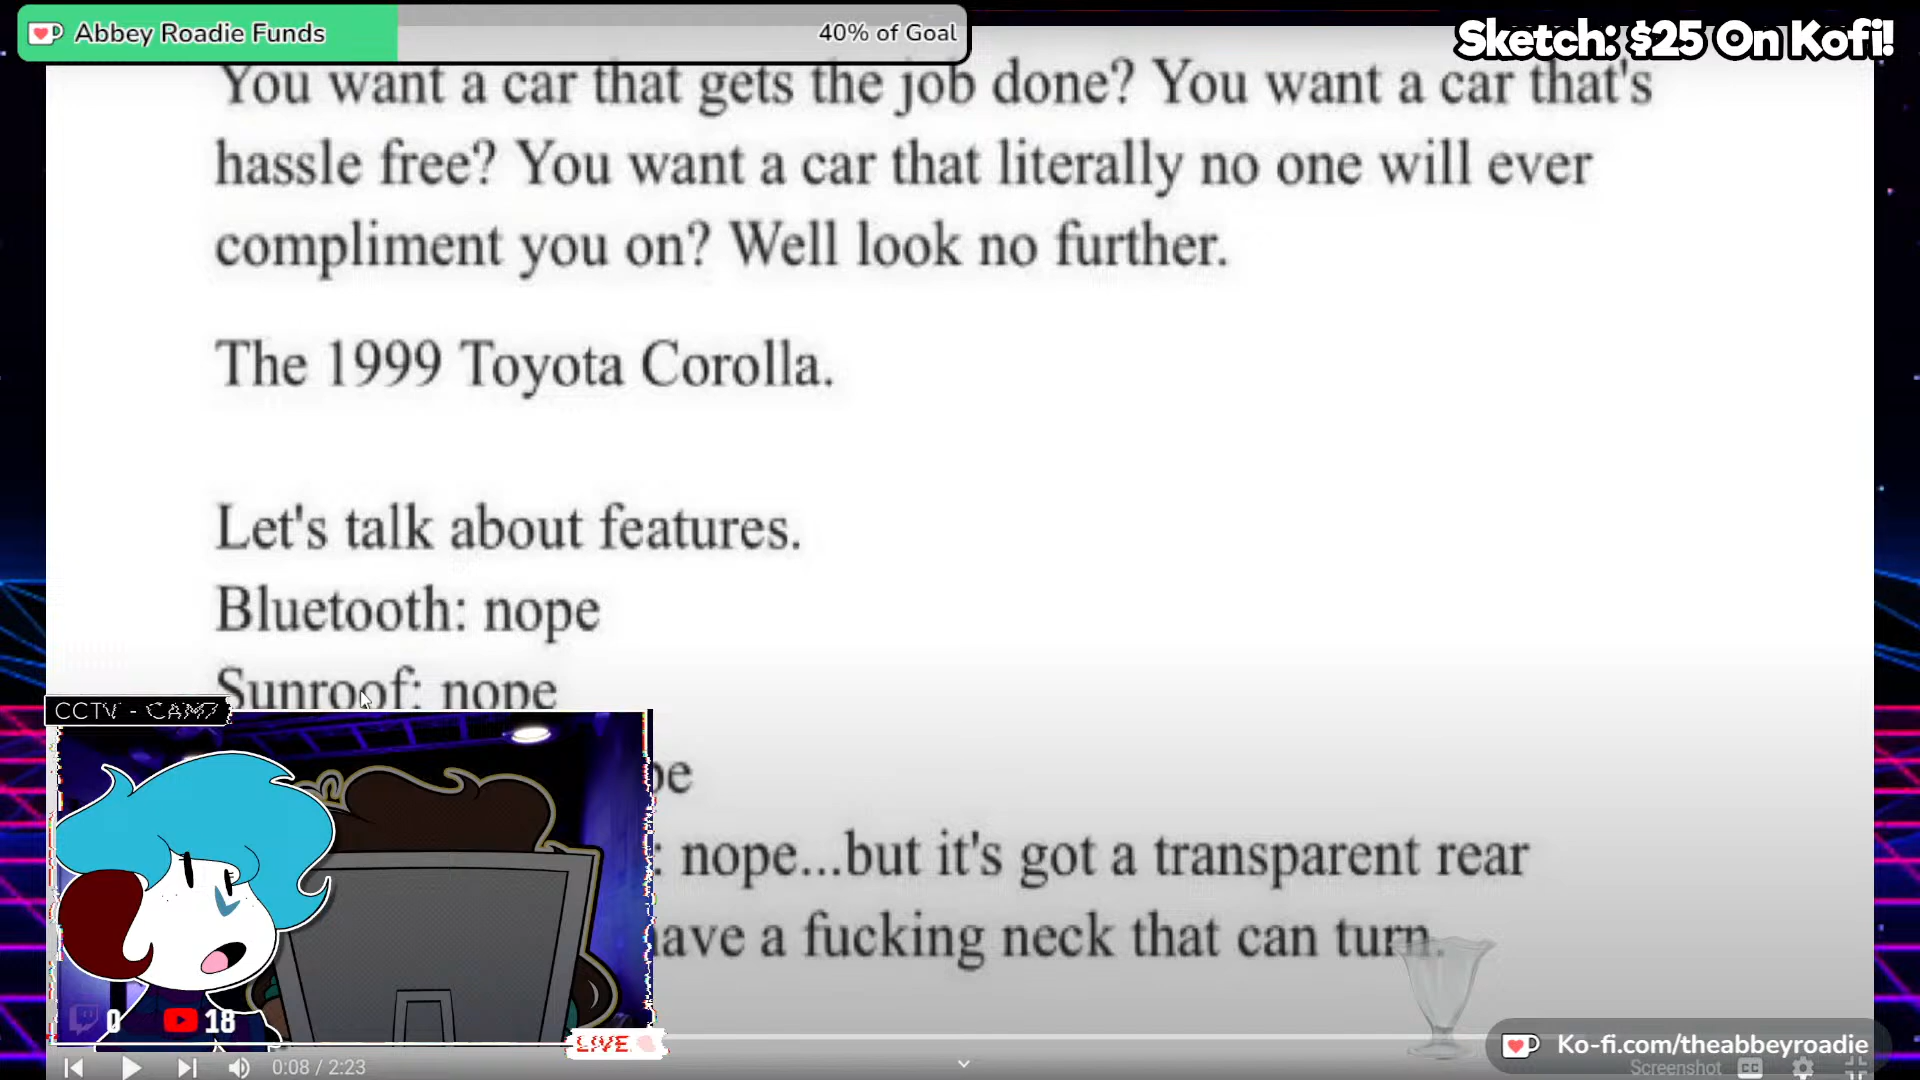 Abbey Roadie Funds
40% of Goal
Sketch: $25 On Kofi!
You want a car that gets the job done? You want a car that's
hassle free? You want a car that literally no one will ever
compliment you on? Well look no further.
The 1999 Toyota Corolla.
Let's talk about features.
Bluetooth: nope
Sunroof: nope
CCTV - CAM7
pe
: nope...but it's got a transparent rear
ave a fucking neck that can turn.
0
18
LIVE
Ko-fi.com/theabbeyroadie
0:08 / 2:23
Screenshot
CC